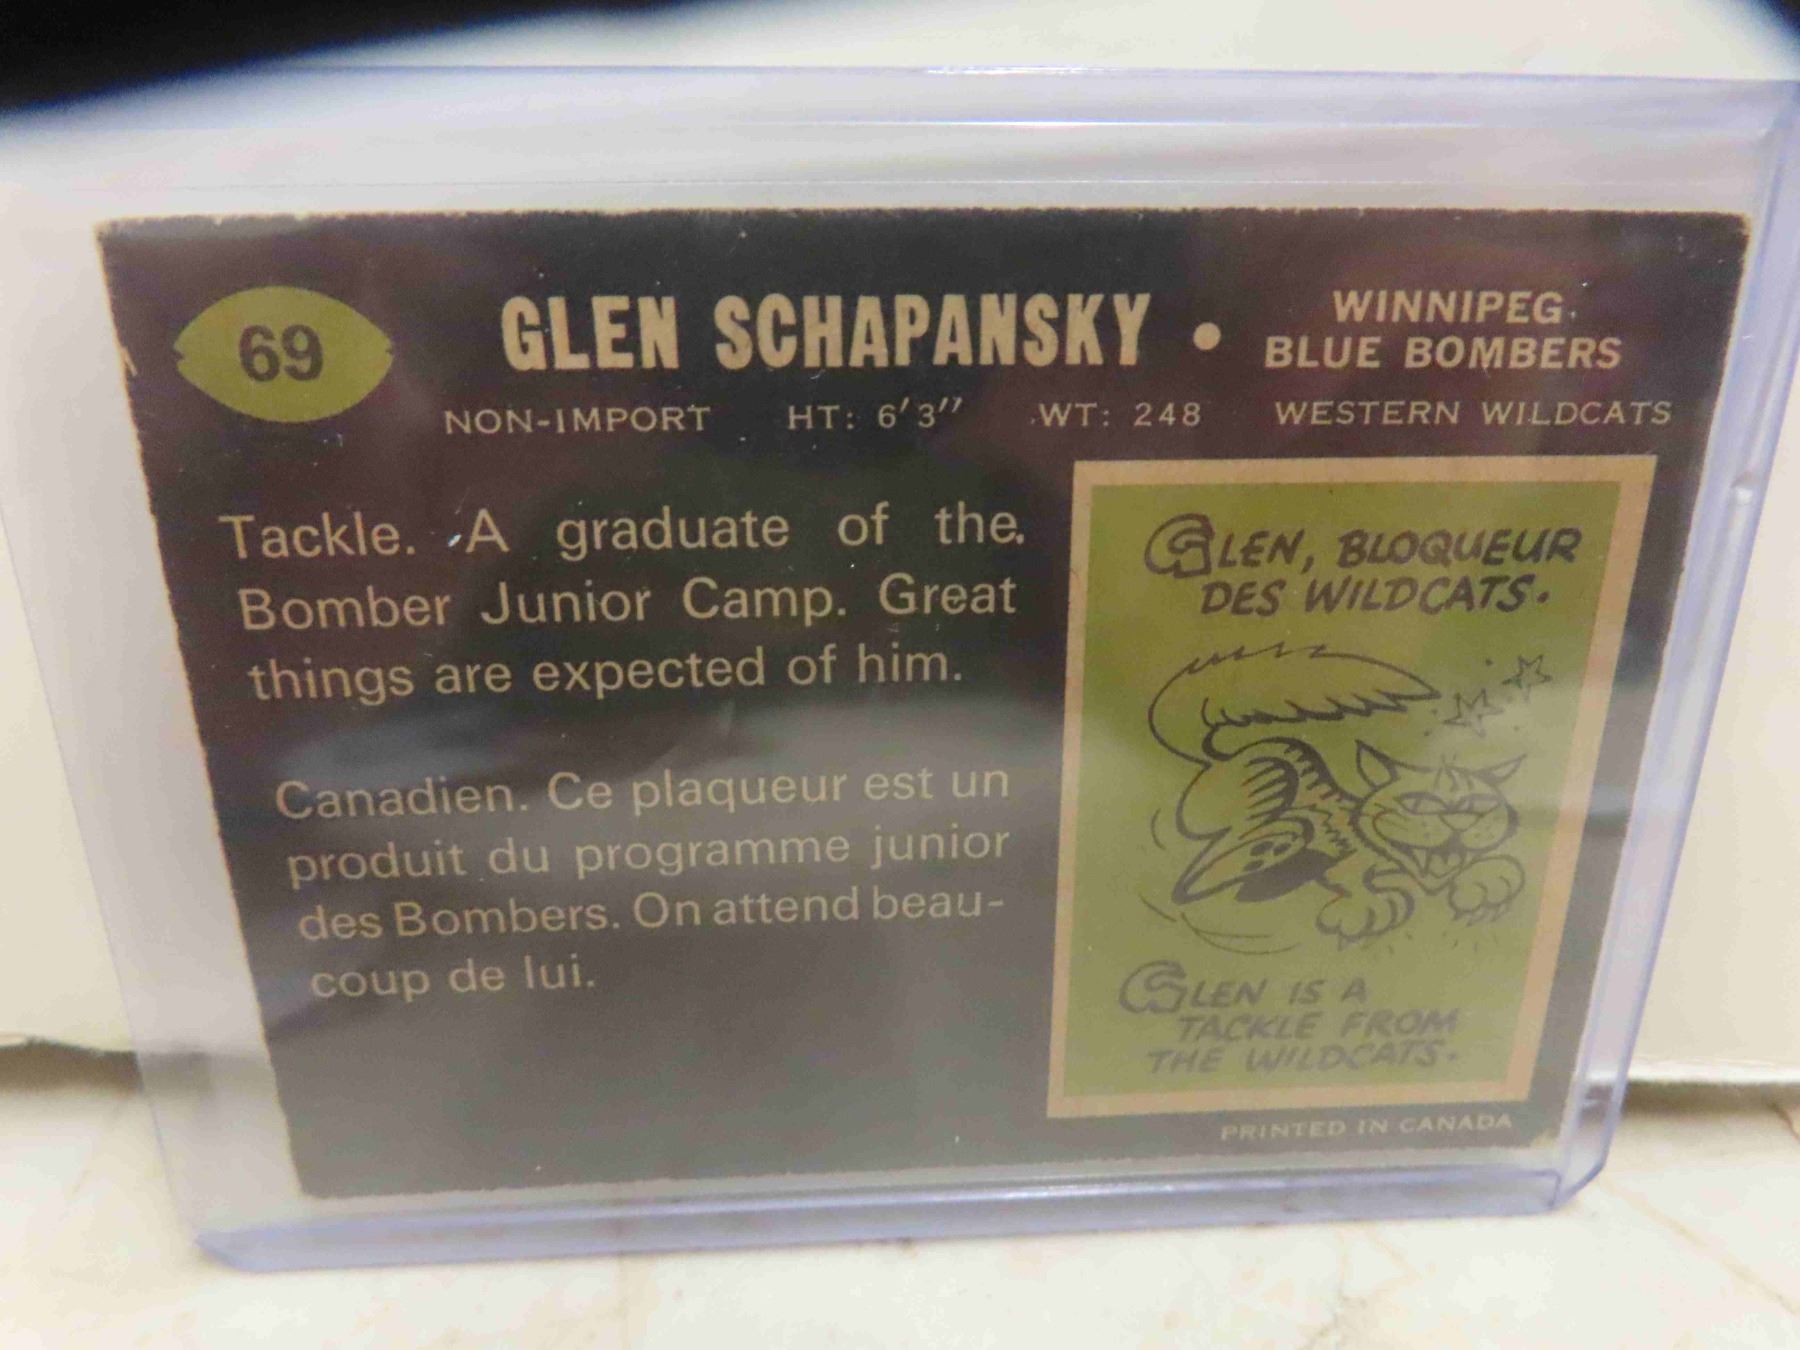 69
GLEN SCHAPANSKY •
WINNIPEG
BLUE BOMBERS
NON-IMPORT HT: 6'3" WT: 248 WESTERN WILDCATS
Tackle. A graduate of the
Bomber Junior Camp. Great
things are expected of him.
Canadien. Ce plaqueur est un
produit du programme junior
des Bombers. On attend beau-
coup de lui.
GLEN, BLOQUEUR
DES WILDCATS.
GLEN IS A
TACKLE FROM
THE WILDCATS.
PRINTED IN CANADA